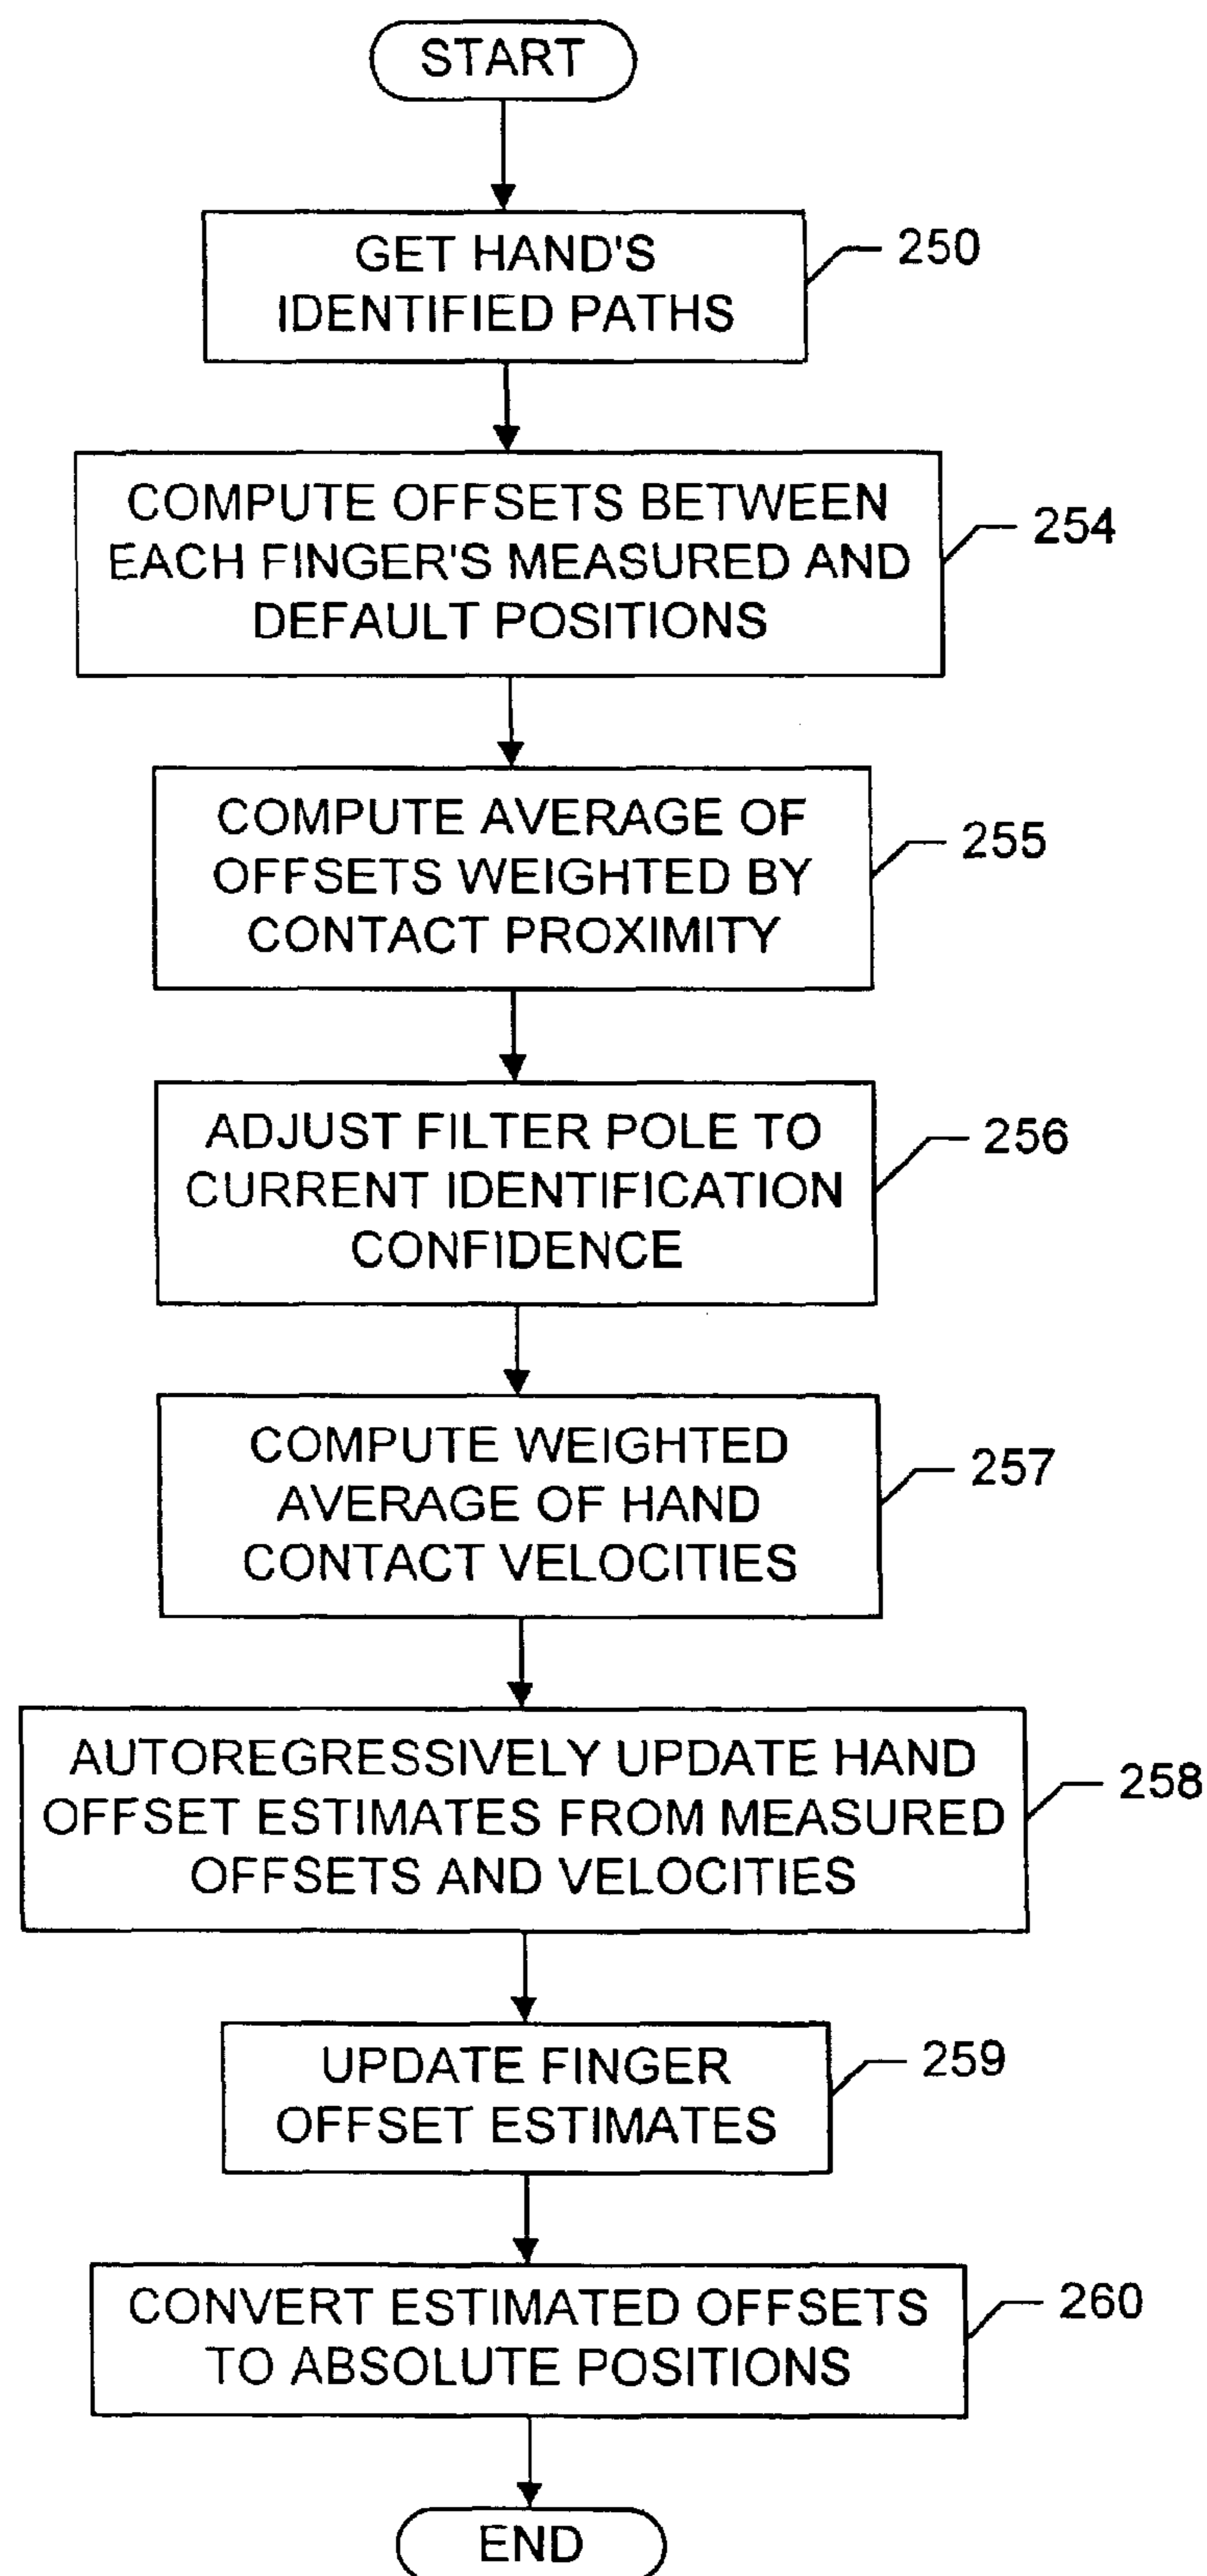 START
GET HAND'S
IDENTIFIED PATHS
250
COMPUTE OFFSETS BETWEEN
EACH FINGER'S MEASURED AND
DEFAULT POSITIONS
254
COMPUTE AVERAGE OF
OFFSETS WEIGHTED BY
CONTACT PROXIMITY
255
ADJUST FILTER POLE TO
CURRENT IDENTIFICATION
CONFIDENCE
256
COMPUTE WEIGHTED
AVERAGE OF HAND
CONTACT VELOCITIES
257
AUTOREGRESSIVELY UPDATE HAND
OFFSET ESTIMATES FROM MEASURED
OFFSETS AND VELOCITIES
258
UPDATE FINGER
OFFSET ESTIMATES
259
CONVERT ESTIMATED OFFSETS
TO ABSOLUTE POSITIONS
260
END